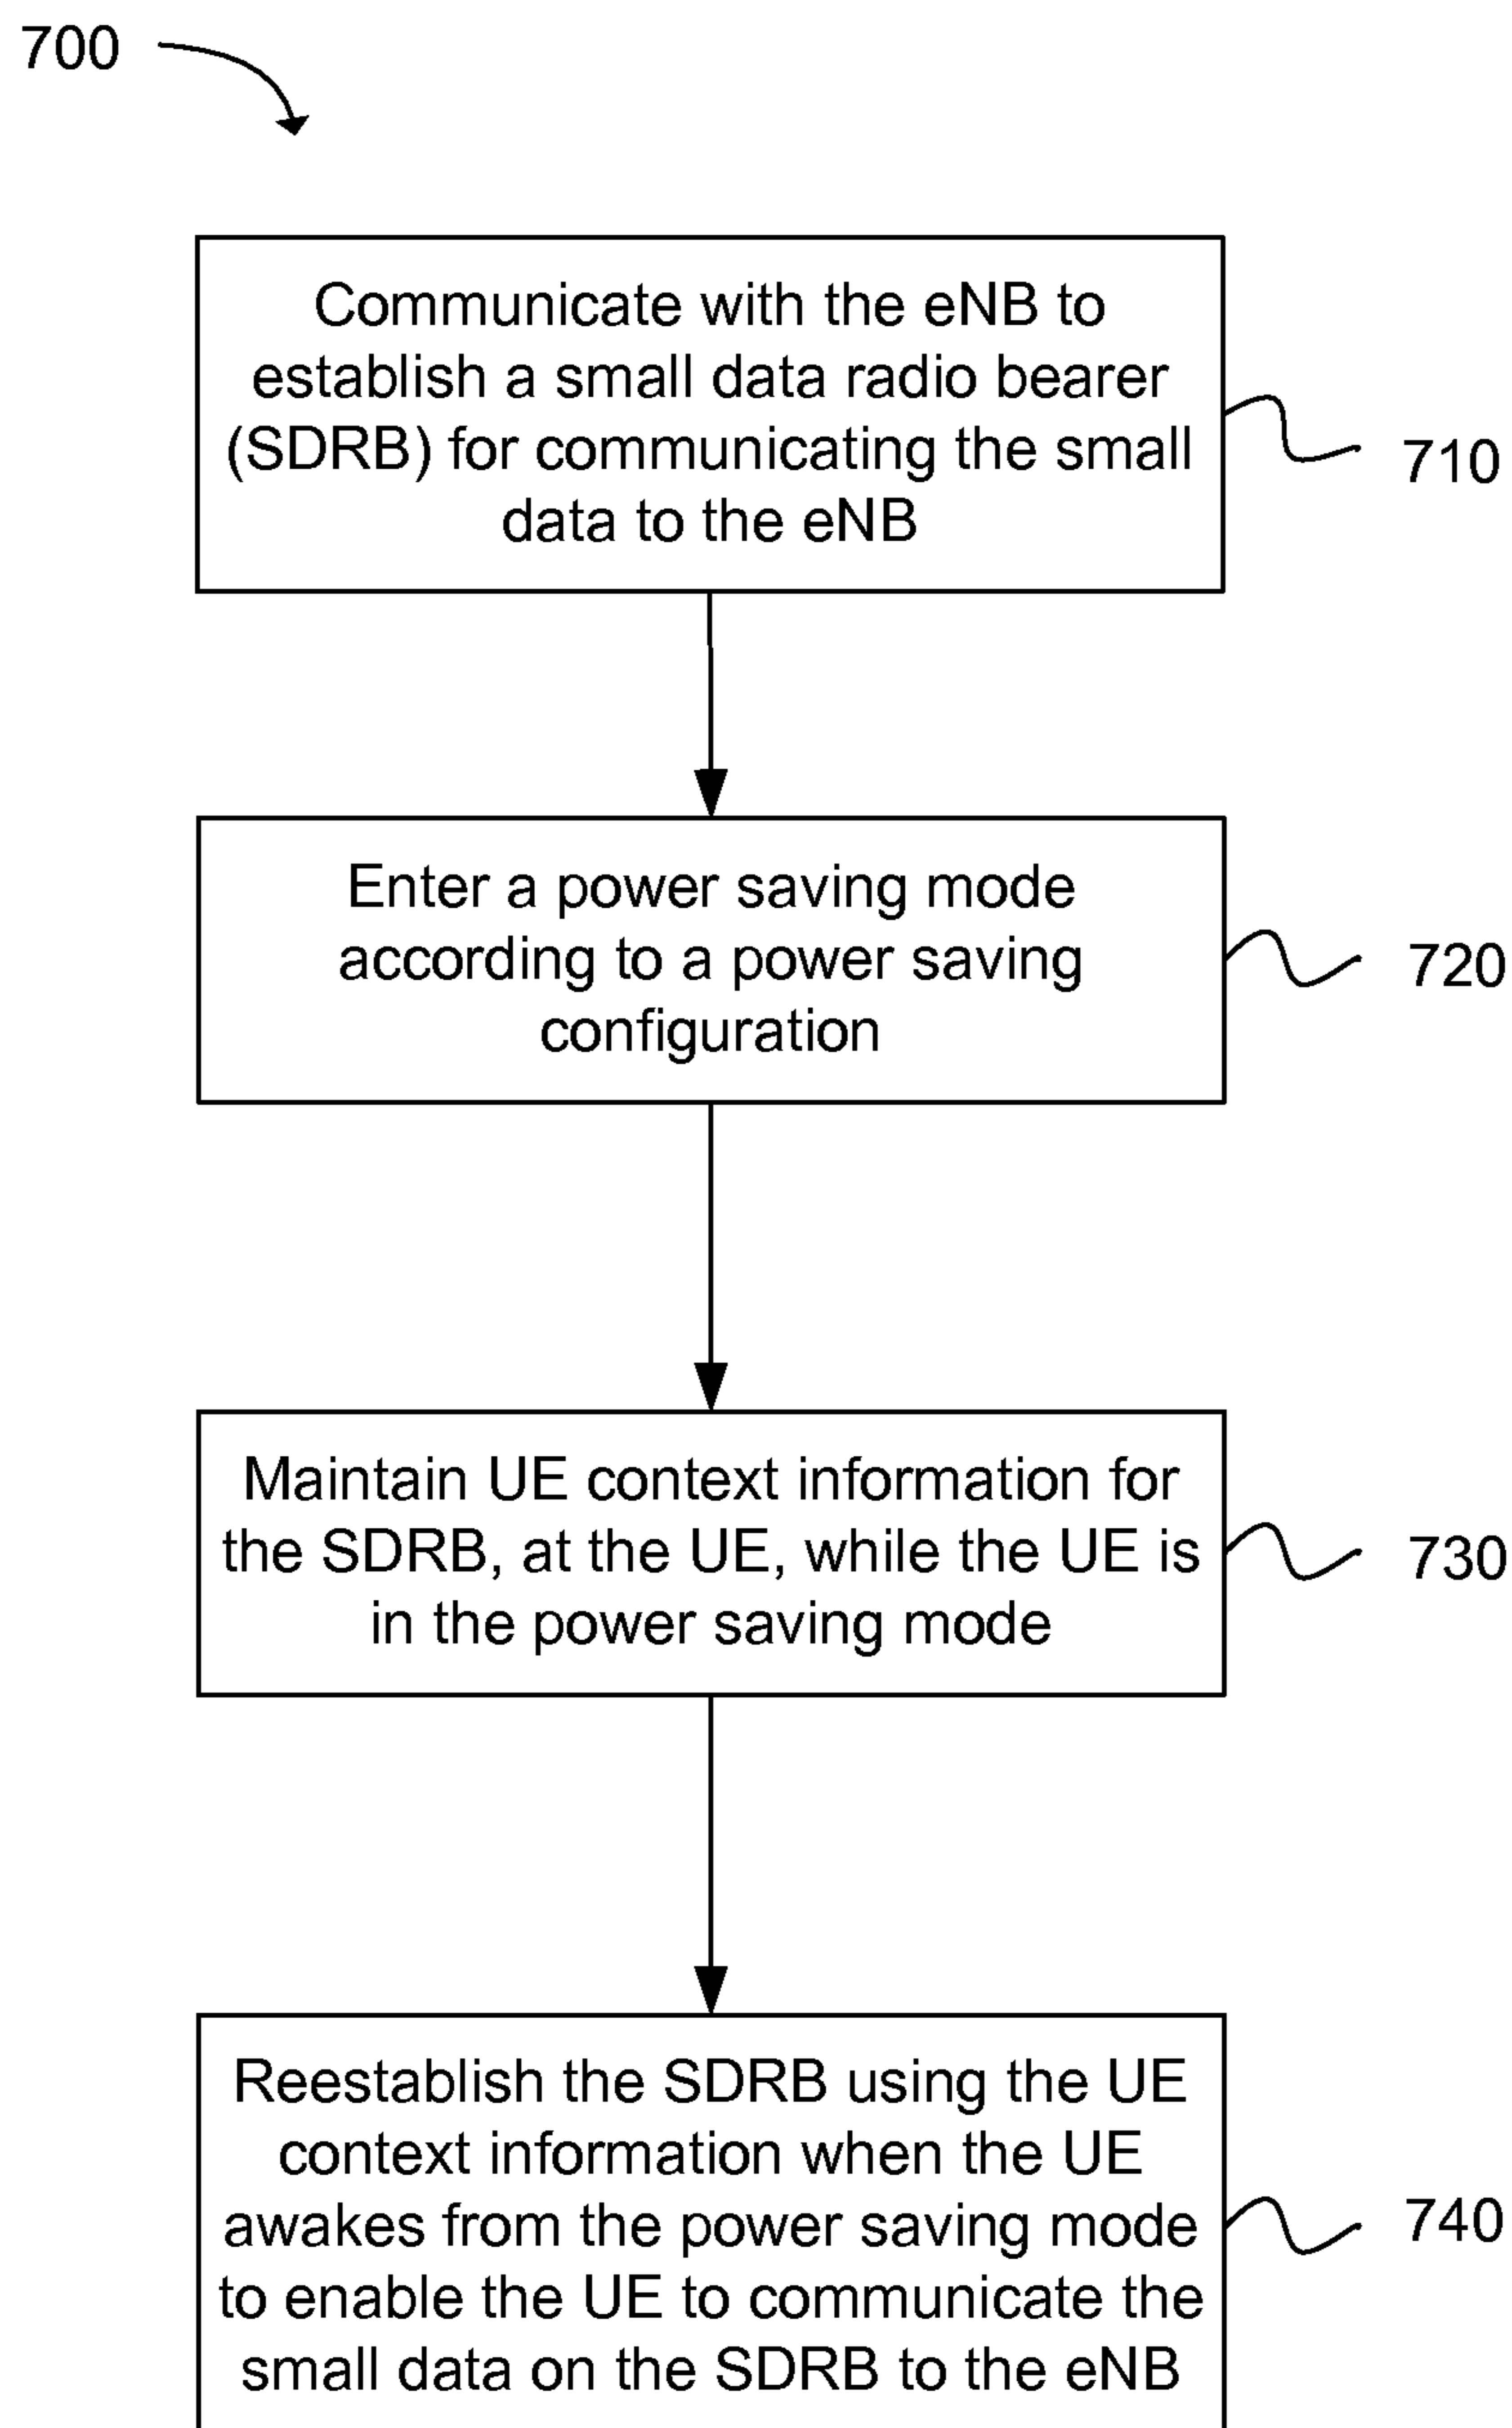 700
Communicate with the eNB to
establish a small data radio bearer
(SDRB) for communicating the small
data to the eNB
710
Enter a power saving mode
according to a power saving
configuration
720
Maintain UE context information for
the SDRB, at the UE, while the UE is
in the power saving mode
730
Reestablish the SDRB using the UE
context information when the UE
awakes from the power saving mode
to enable the UE to communicate the
small data on the SDRB to the eNB
740